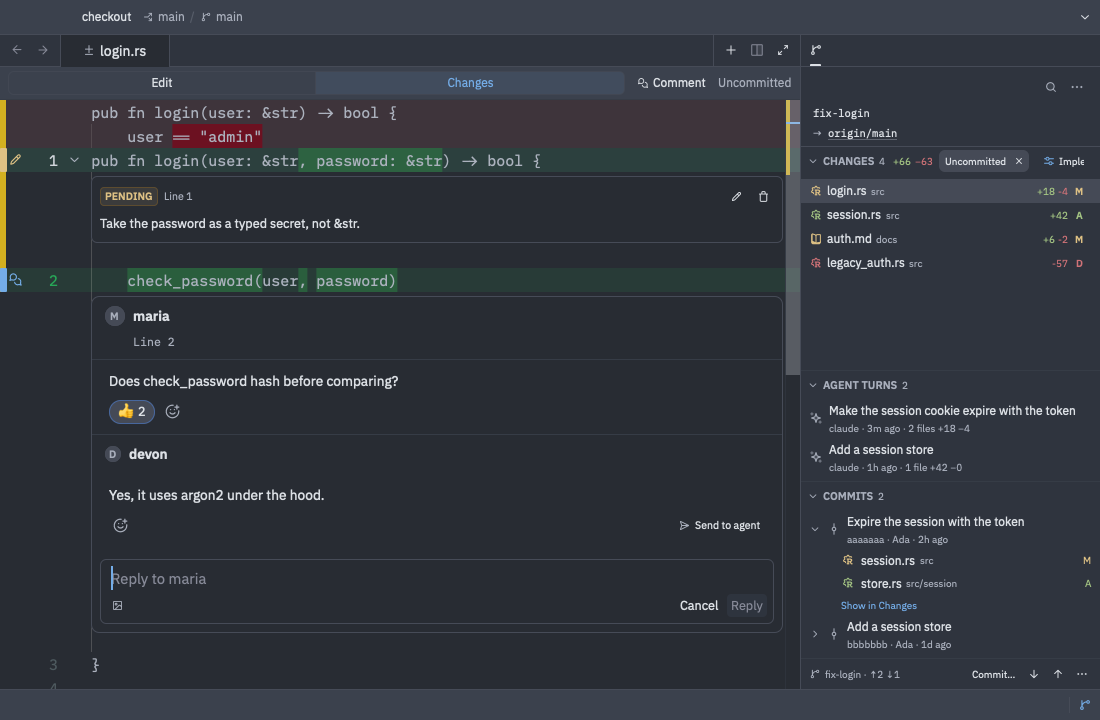 checkout main / main
login.rs
Edit Changes Comment Uncommitted
pub fn login(user: &str) -> bool {
user == "admin"
1 pub fn login(user: &str, password: &str) -> bool {
PENDING Line 1
Take the password as a typed secret, not &str.
2 check_password(user, password)
M maria
Line 2
Does check_password hash before comparing?
👍 2
D devon
Yes, it uses argon2 under the hood.
Send to agent
Reply to maria
Cancel Reply
3 }
fix-login
→ origin/main
CHANGES 4 +66 −63 Uncommitted × Imple
login.rs src +18 -4 M
session.rs src +42 A
auth.md docs +6 -2 M
legacy_auth.rs src -57 D
AGENT TURNS 2
Make the session cookie expire with the token
claude · 3m ago · 2 files +18 −4
Add a session store
claude · 1h ago · 1 file +42 −0
COMMITS 2
Expire the session with the token
aaaaaaa · Ada · 2h ago
session.rs src M
store.rs src/session A
Show in Changes
Add a session store
bbbbbbb · Ada · 1d ago
fix-login · ↑2 ↓1 Commit... ↓ ↑ ···